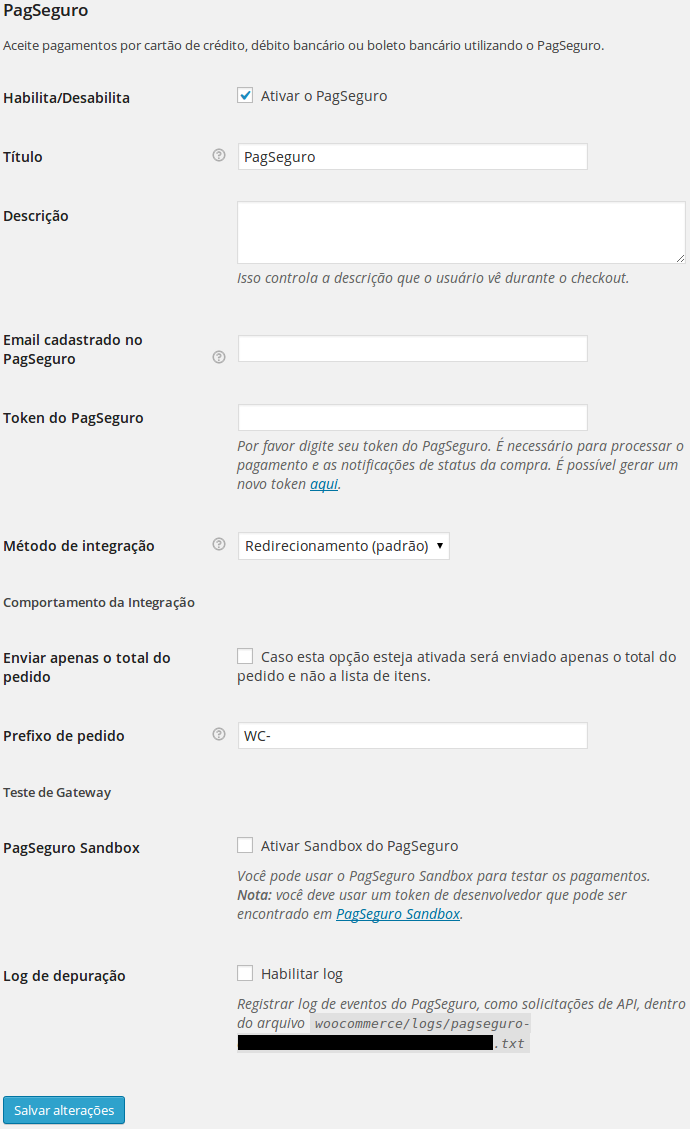 PagSeguro
Aceite pagamentos por cartão de crédito, débito bancário ou boleto bancário utilizando o PagSeguro.
Habilita/Desabilita
Ativar o PagSeguro
Título
PagSeguro
Descrição
Isso controla a descrição que o usuário vê durante o checkout.
Email cadastrado no
PagSeguro
Token do PagSeguro
Por favor digite seu token do PagSeguro. É necessário para processar o
pagamento e as notificações de status da compra. É possível gerar um
novo token aqui.
Método de integração
Redirecionamento (padrão)
Comportamento da Integração
Enviar apenas o total do
pedido
Caso esta opção esteja ativada será enviado apenas o total do
pedido e não a lista de itens.
Prefixo de pedido
WC-
Teste de Gateway
PagSeguro Sandbox
Ativar Sandbox do PagSeguro
Você pode usar o PagSeguro Sandbox para testar os pagamentos.
Nota: você deve usar um token de desenvolvedor que pode ser
encontrado em PagSeguro Sandbox.
Log de depuração
Habilitar log
Registrar log de eventos do PagSeguro, como solicitações de API, dentro
do arquivo woocommerce/logs/pagseguro-
.txt
Salvar alterações